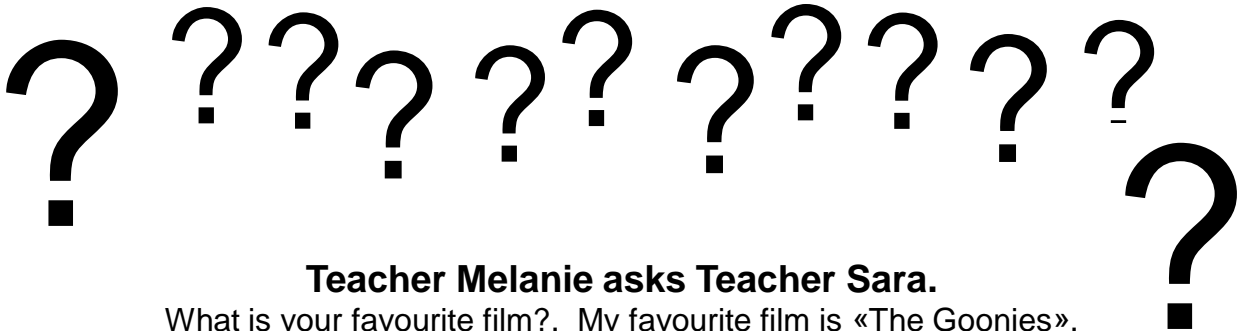 ? ? ? ? ? ? ? ? ? ? ? ?
Teacher Melanie asks Teacher Sara.
What is your favourite film?.  My favourite film is «The Goonies».